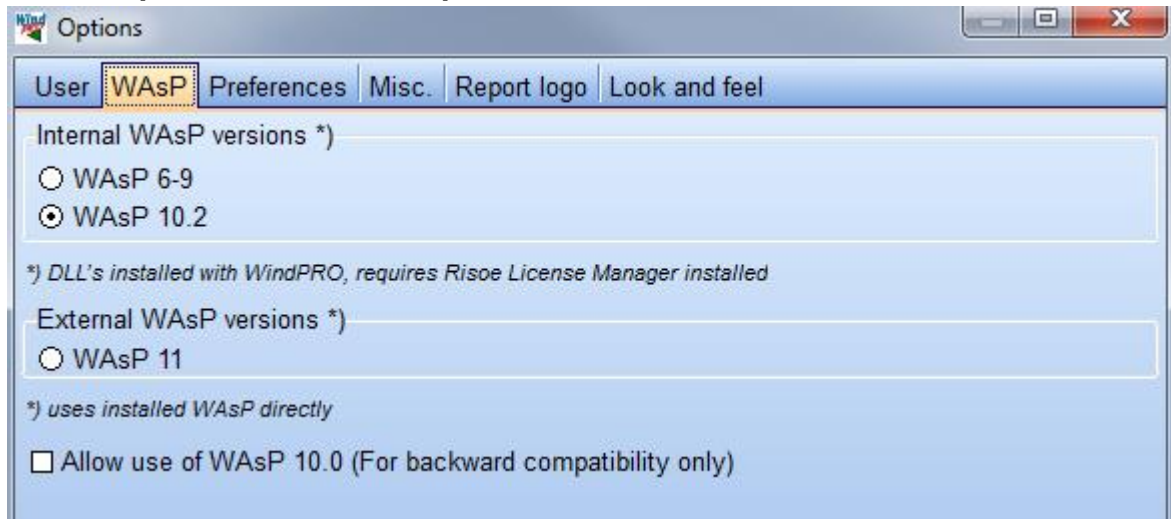 Options
User WAsP Preferences Misc. Report logo Look and feel
Internal WAsP versions *)
WAsP 6-9
WAsP 10.2
*) DLL's installed with WindPRO, requires Risoe License Manager installed
External WAsP versions *)
WAsP 11
*) uses installed WAsP directly
Allow use of WAsP 10.0 (For backward compatibility only)